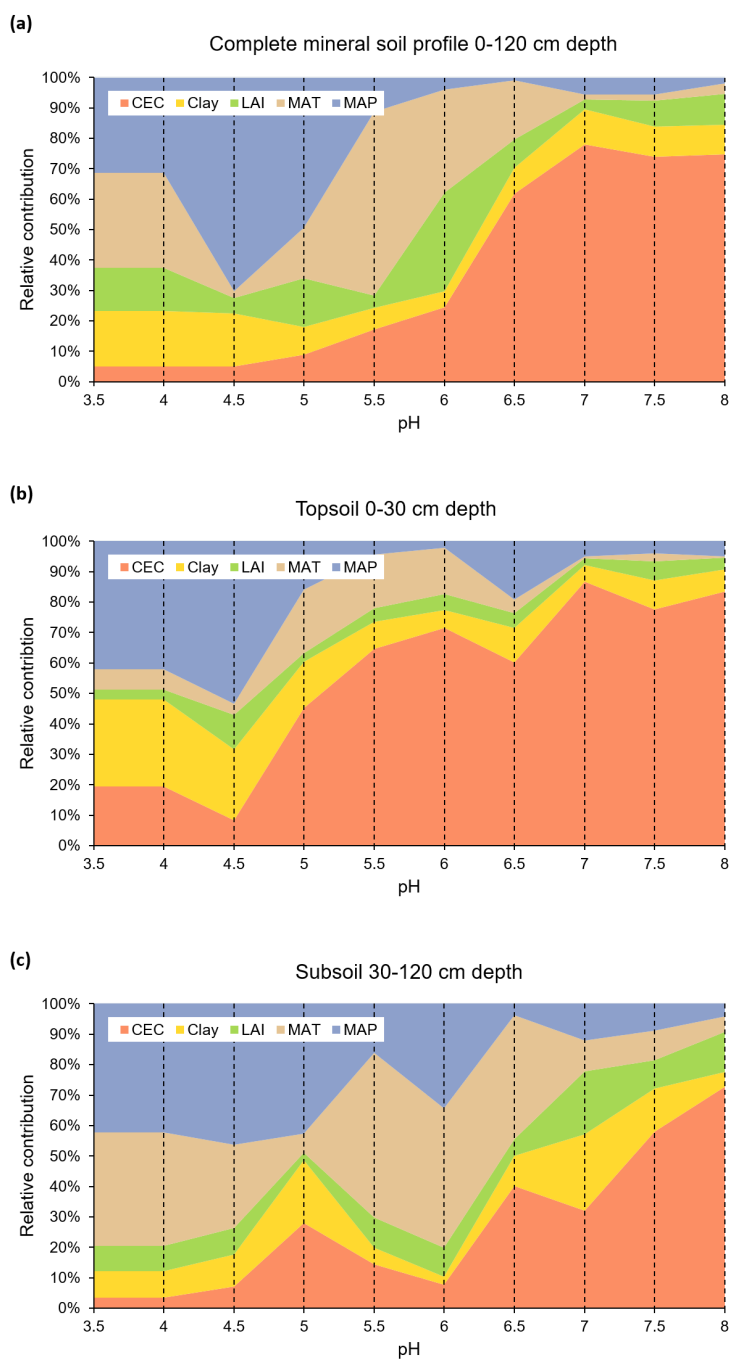 (a)
Complete mineral soil profile 0-120 cm depth
100%
90%
80%
70%
60%
50%
40%
30%
20%
10%
0%
Relative contribution
CEC Clay LAI MAT MAP
3.5 4 4.5 5 5.5 6 6.5 7 7.5 8
pH
(b)
Topsoil 0-30 cm depth
100%
90%
80%
70%
60%
50%
40%
30%
20%
10%
0%
Relative contribtion
CEC Clay LAI MAT MAP
3.5 4 4.5 5 5.5 6 6.5 7 7.5 8
pH
(c)
Subsoil 30-120 cm depth
100%
90%
80%
70%
60%
50%
40%
30%
20%
10%
0%
Relative contribution
CEC Clay LAI MAT MAP
3.5 4 4.5 5 5.5 6 6.5 7 7.5 8
pH